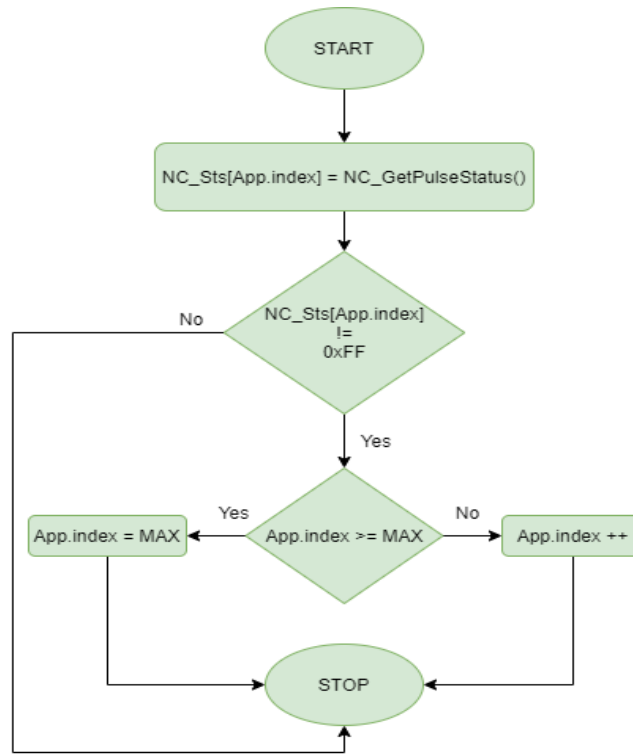 START
NC_Sts[App.index] = NC_GetPulseStatus()
NC_Sts[App.index]
!=
0xFF
No
Yes
App.index >= MAX
Yes
No
App.index = MAX
App.index ++
STOP